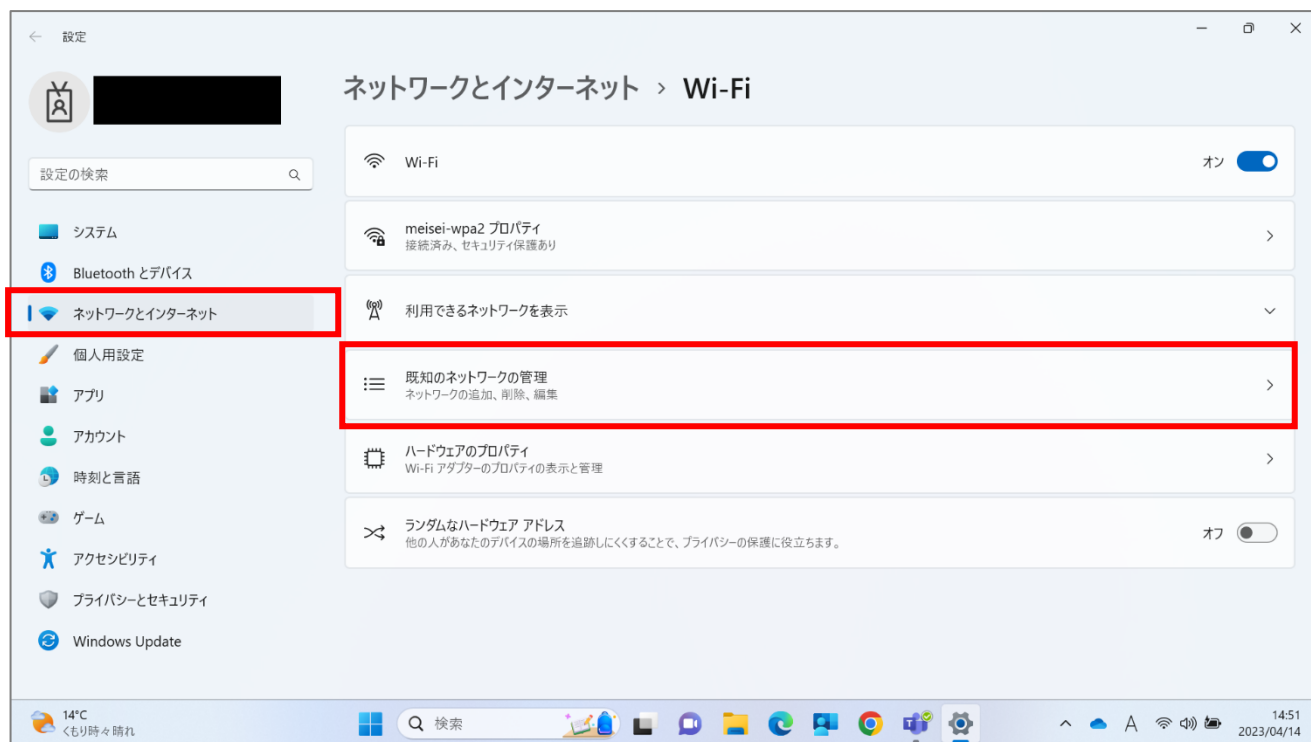 設定
ネットワークとインターネット › Wi-Fi
設定の検索
システム
Bluetooth とデバイス
ネットワークとインターネット
個人用設定
アプリ
アカウント
時刻と言語
ゲーム
アクセシビリティ
プライバシーとセキュリティ
Windows Update
Wi-Fi
オン
meisei-wpa2 プロパティ
接続済み、セキュリティ保護あり
利用できるネットワークを表示
既知のネットワークの管理
ネットワークの追加、削除、編集
ハードウェアのプロパティ
Wi-Fi アダプターのプロパティの表示と管理
ランダムなハードウェア アドレス
他の人があなたのデバイスの場所を追跡しにくくすることで、プライバシーの保護に役立ちます。
オフ
14°C
くもり時々晴れ
検索
A
14:51
2023/04/14